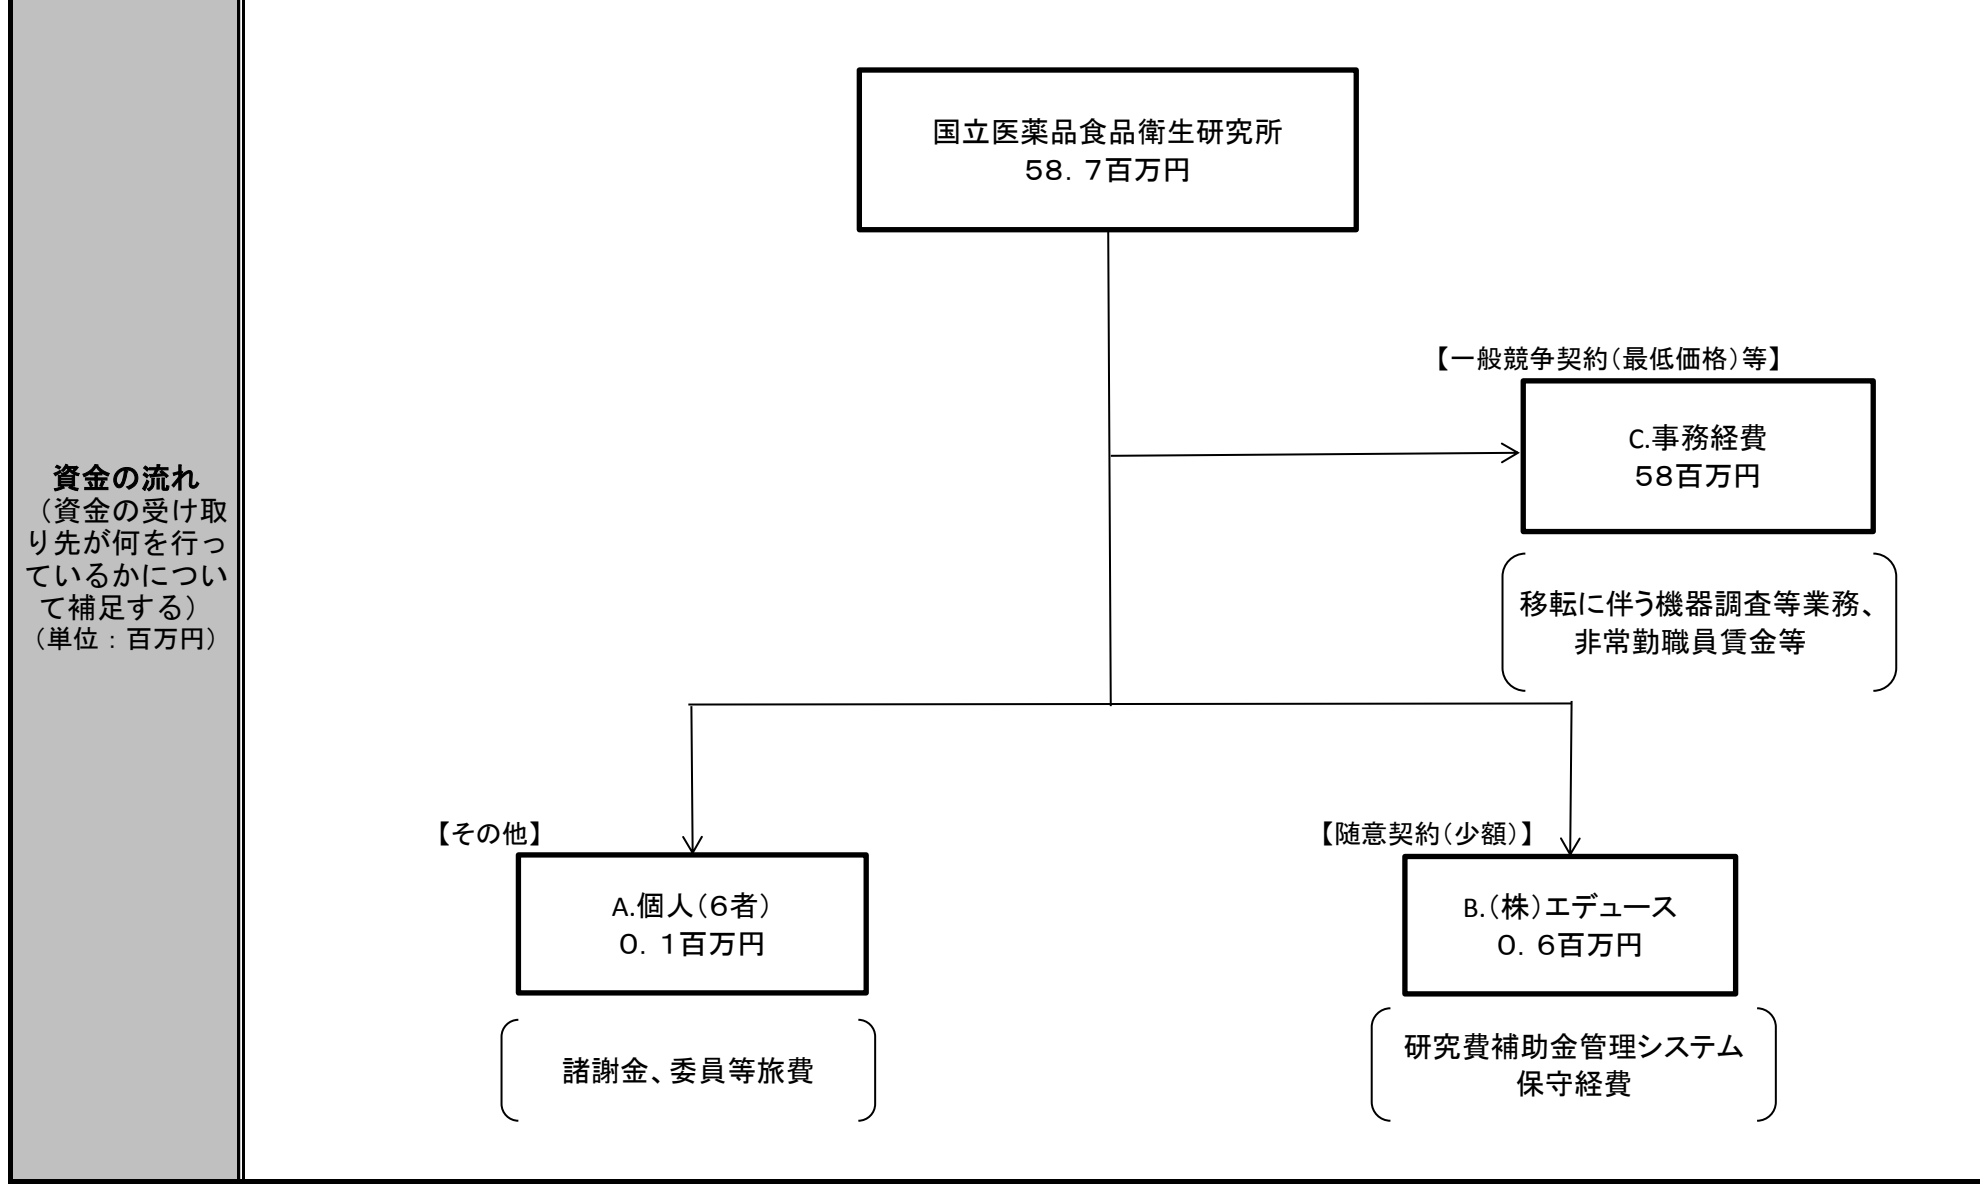 資金の流れ
（資金の受け取
り先が何を行っ
ているかについ
て補足する）
（単位：百万円）
国立医薬品食品衛生研究所
５８．７百万円
【一般競争契約（最低価格）等】
C.事務経費
５８百万円
移転に伴う機器調査等業務、
非常勤職員賃金等
【その他】
A.個人（６者）
０．１百万円
諸謝金、委員等旅費
【随意契約（少額）】
B.（株）エデュース
０．６百万円
研究費補助金管理システム
保守経費